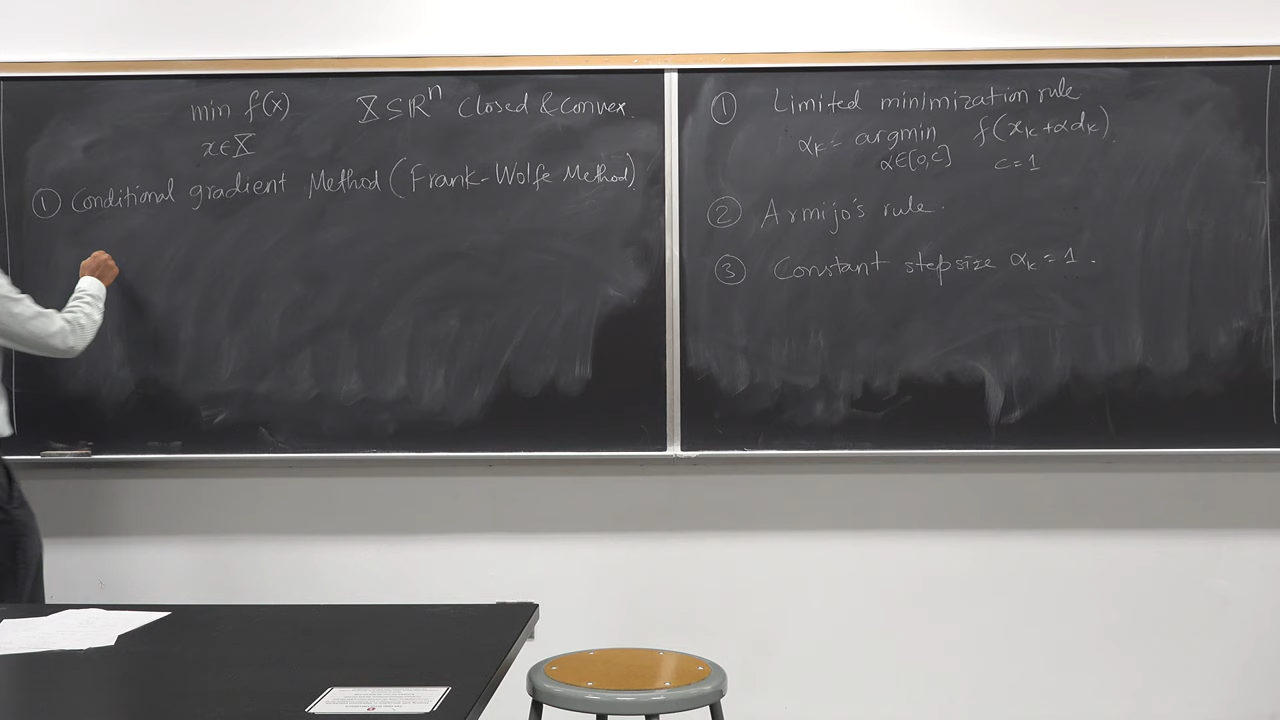 min f(x) X ⊆ ℝⁿ Closed & Convex.
x∈X
① Conditional gradient Method (Frank-Wolfe Method).
① Limited minimization rule
αₖ = argmin f(xₖ+αdₖ).
α∈[0,c] c=1
② Armijo's rule.
③ Constant stepsize αₖ = 1.